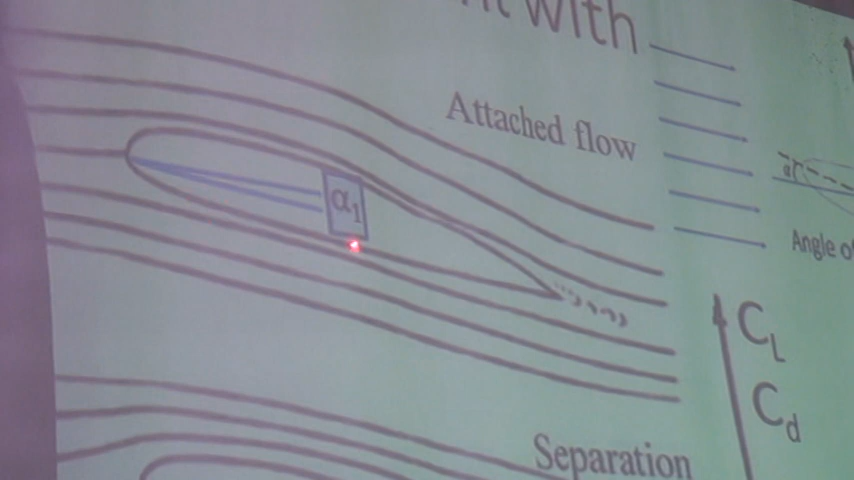 with
Attached flow
α1
Angle of
CL
Cd
Separation